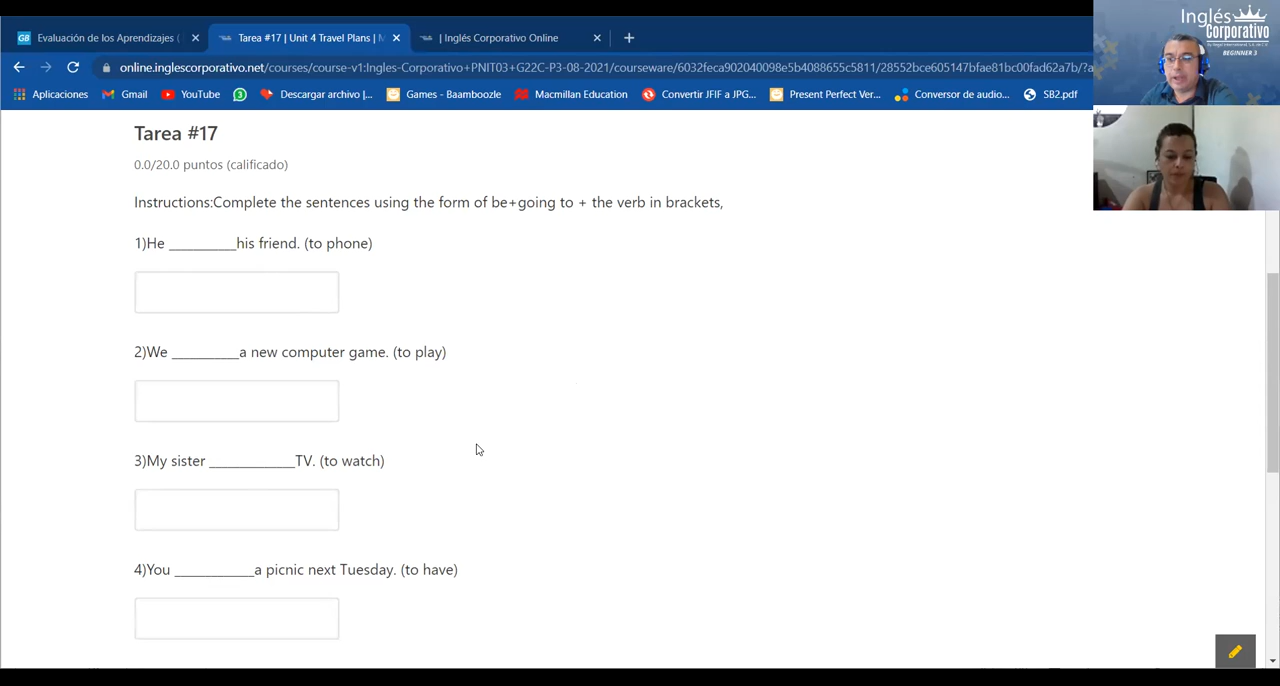 Evaluación de los Aprendizajes (
Tarea #17 | Unit 4 Travel Plans | M
| Inglés Corporativo Online
online.inglescorporativo.net/courses/course-v1:Ingles-Corporativo+PNIT03+G22C-P3-08-2021/courseware/6032feca902040098e5b4088655c5811/28552bce605147bfae81bc00fad62a7b/?a
Aplicaciones
Gmail
YouTube
Descargar archivo |...
Games - Baamboozle
Macmillan Education
Convertir JFIF a JPG...
Present Perfect Ver...
Conversor de audio...
SB2.pdf
Inglés
Corporativo
BEGINNER 3
Tarea #17
0.0/20.0 puntos (calificado)
Instructions:Complete the sentences using the form of be+going to + the verb in brackets,
1)He __________his friend. (to phone)
2)We __________a new computer game. (to play)
3)My sister _____________TV. (to watch)
4)You ____________a picnic next Tuesday. (to have)